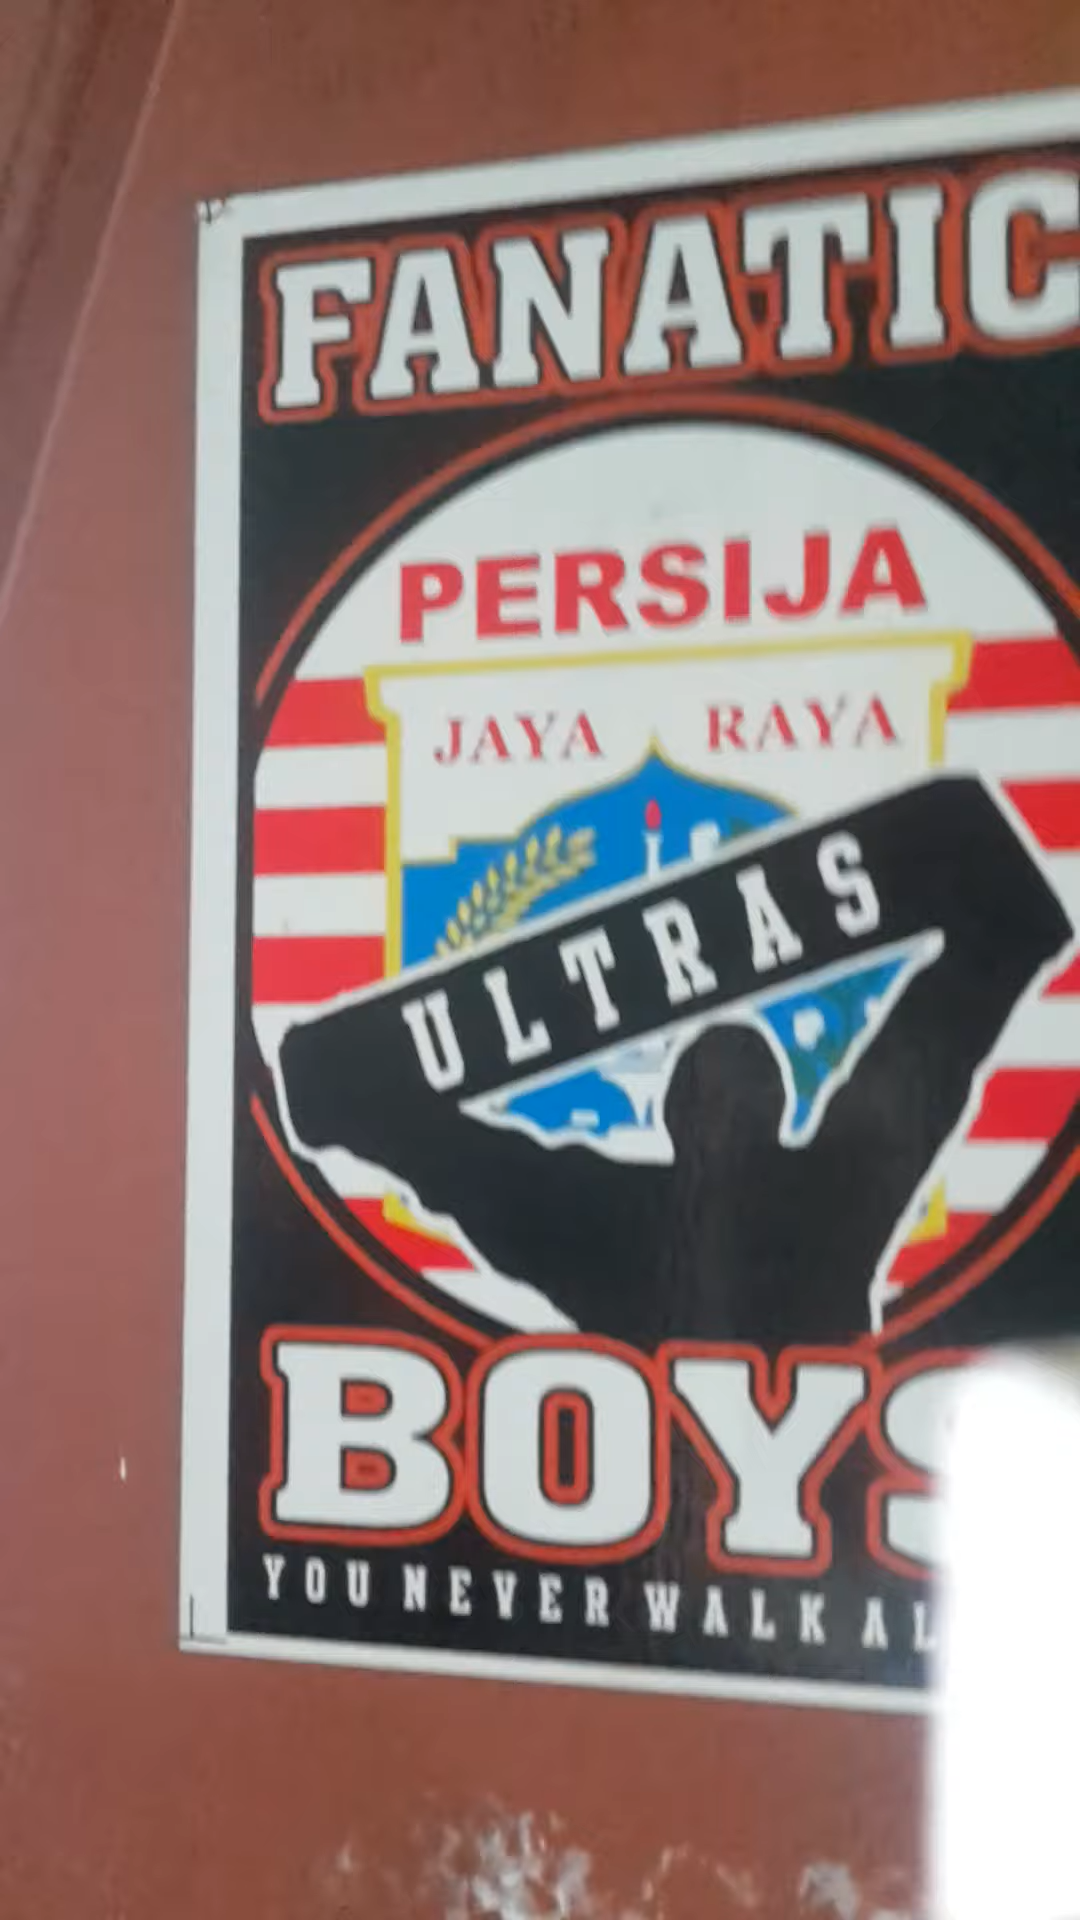 FANATIC
PERSIJA
JAYA RAYA
ULTRAS
BOYS
YOU NEVER WALK AL